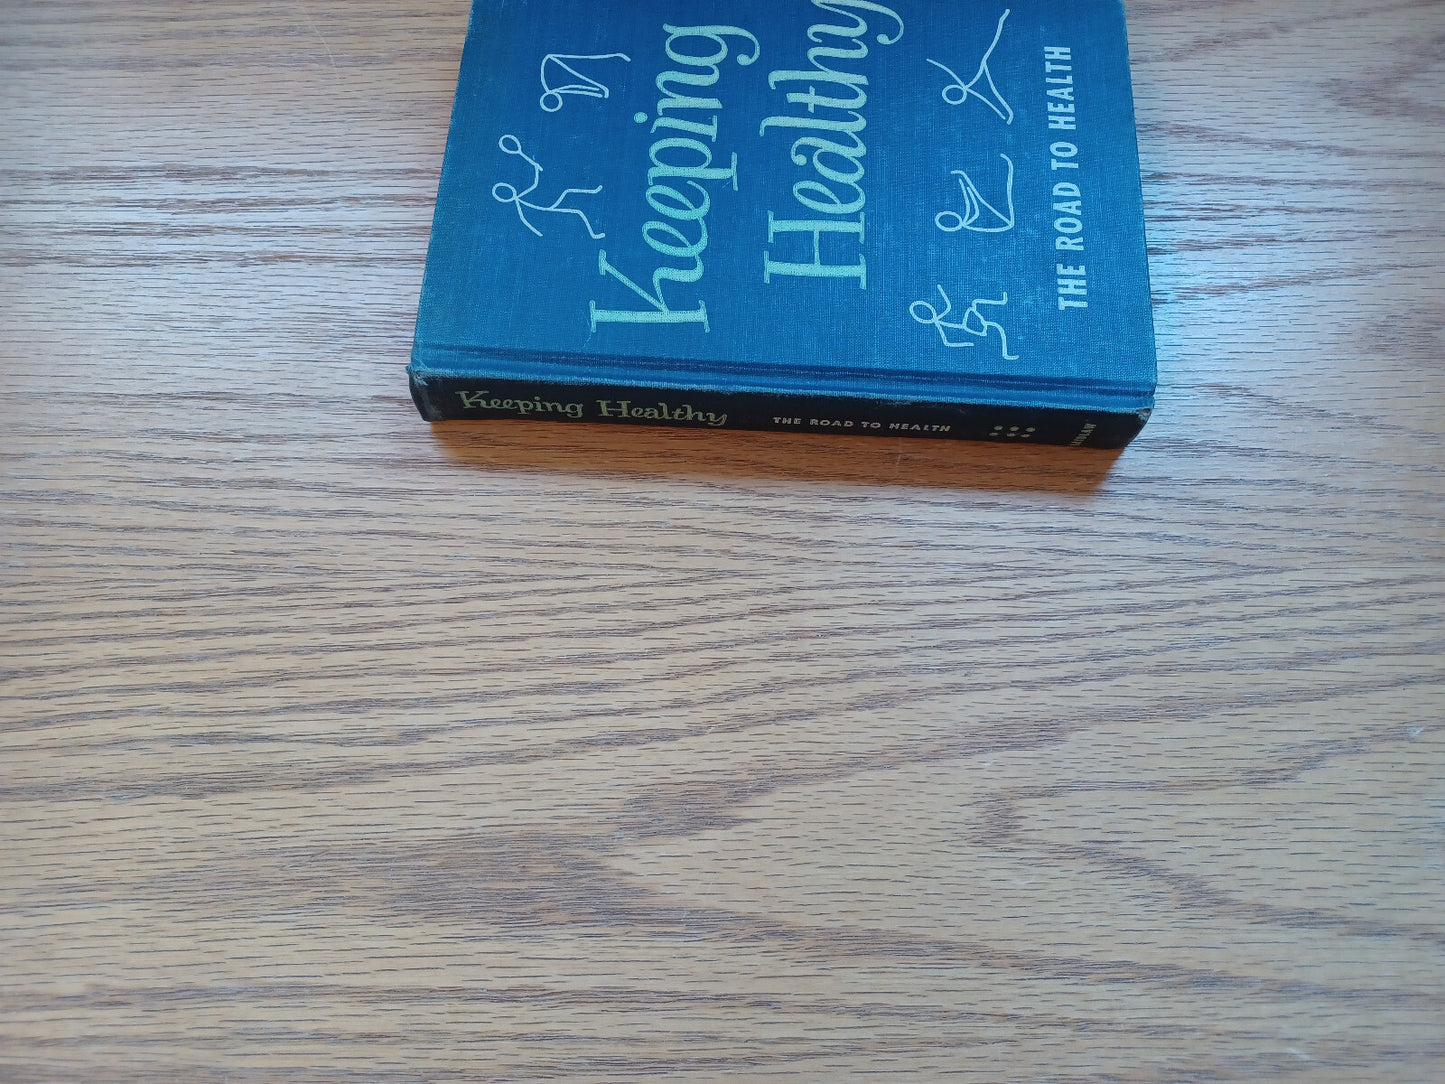 Keeping
Healthy
THE ROAD TO HEALTH
Keeping Healthy THE ROAD TO HEALTH